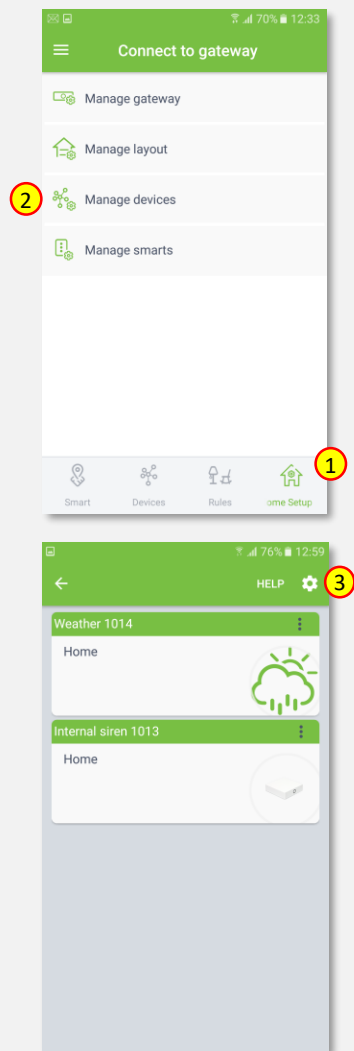 70% 12:33
Connect to gateway
Manage gateway
Manage layout
2 Manage devices
Manage smarts
1
Smart Devices Rules ome Setup
76% 12:59
HELP 3
Weather 1014
Home
Internal siren 1013
Home